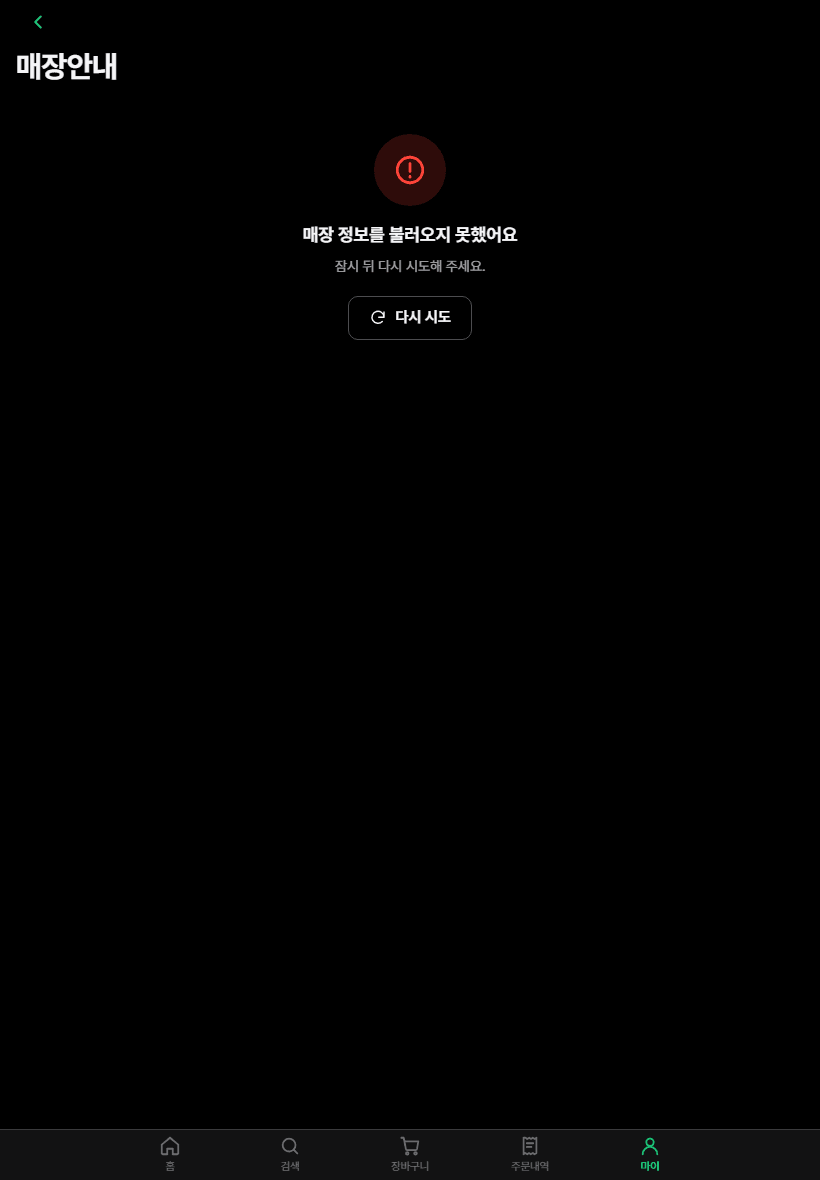 매장안내
매장 정보를 불러오지 못했어요
잠시 뒤 다시 시도해 주세요.
다시 시도
홈
검색
장바구니
주문내역
마이